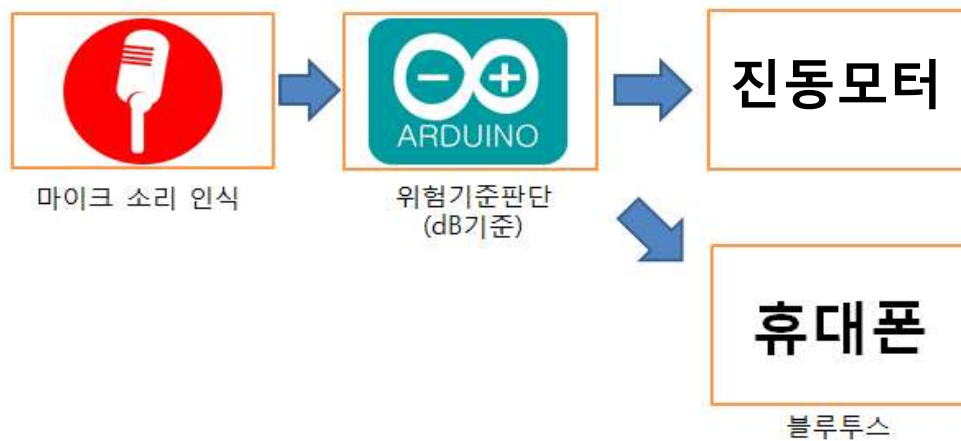 ARDUINO
진동모터
마이크 소리 인식
위험기준판단
(dB기준)
휴대폰
블루투스